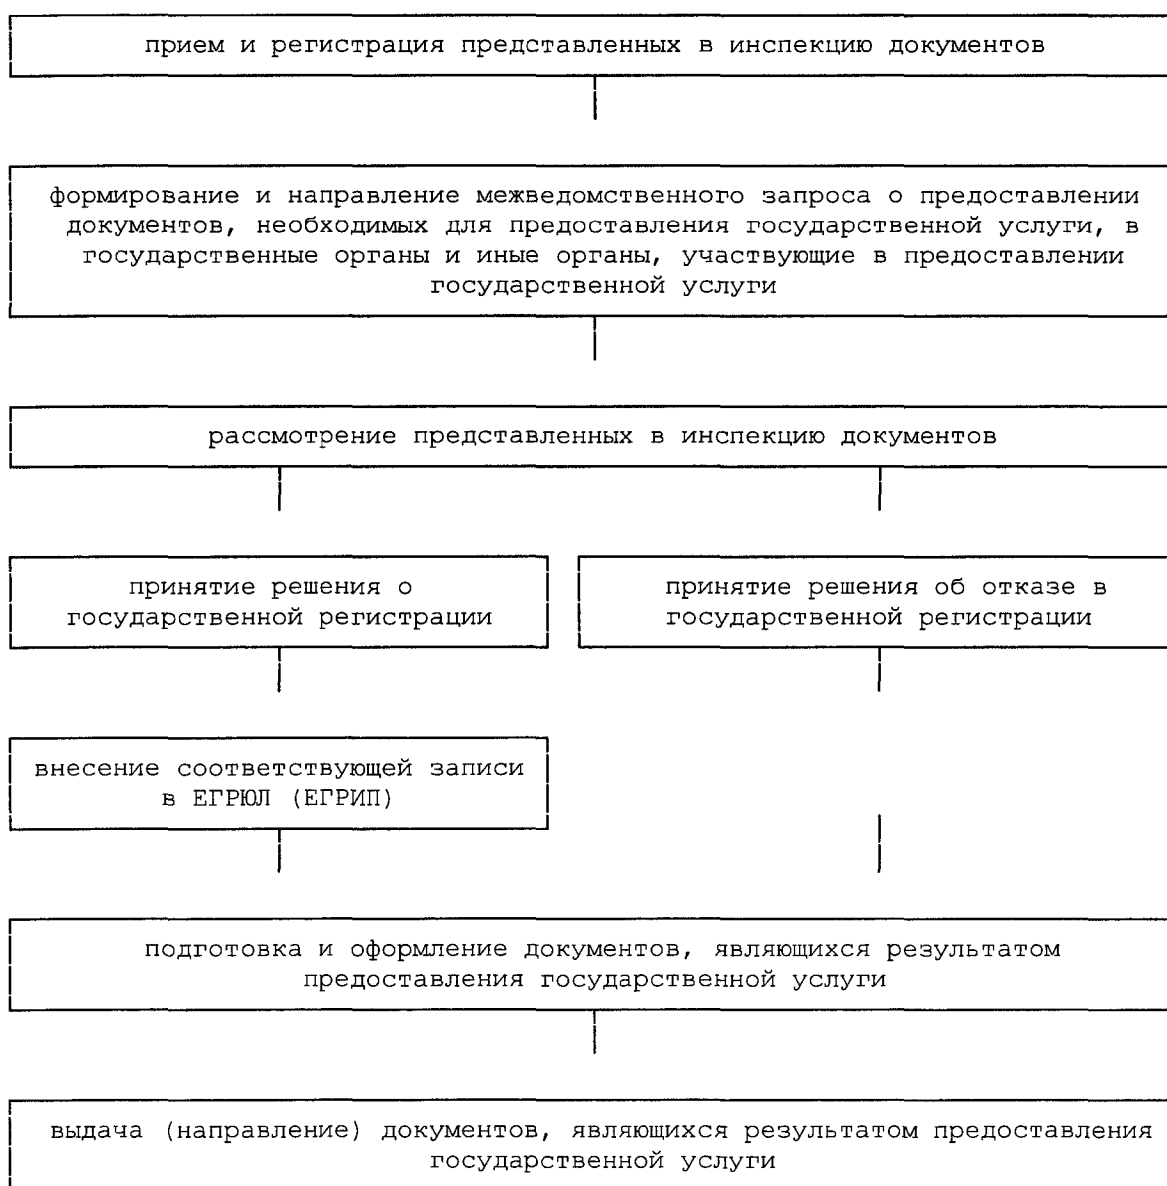 прием и регистрация представленных в инспекцию документов
формирование и направление межведомственного запроса о предоставлении
документов, необходимых для предоставления государственной услуги, в
государственные органы и иные органы, участвующие в предоставлении
государственной услуги
рассмотрение представленных в инспекцию документов
принятие решения о
государственной регистрации
принятие решения об отказе в
государственной регистрации
внесение соответствующей записи
в ЕГРЮЛ (ЕГРИП)
подготовка и оформление документов, являющихся результатом
предоставления государственной услуги
выдача (направление) документов, являющихся результатом предоставления
государственной услуги